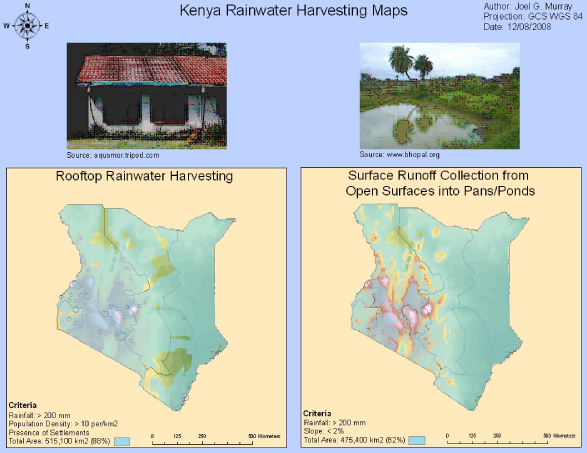 Kenya Rainwater Harvesting Maps
Author: Joel G. Murray
Projection: GCS WGS 84
Date: 12/08/2008
N
W E
S
Source: aquamor.tripod.com
Source: www.bhopal.org
Rooftop Rainwater Harvesting
Criteria
Rainfall: > 200 mm
Population Density: > 10 per/km2
Presence of Settlements
Total Area: 515,100 km2 (88%)
0 125 250 500 Kilometers
Surface Runoff Collection from
Open Surfaces into Pans/Ponds
Criteria
Rainfall: > 200 mm
Slope: < 2%
Total Area: 475,400 km2 (82%)
0 125 250 500 Kilometers